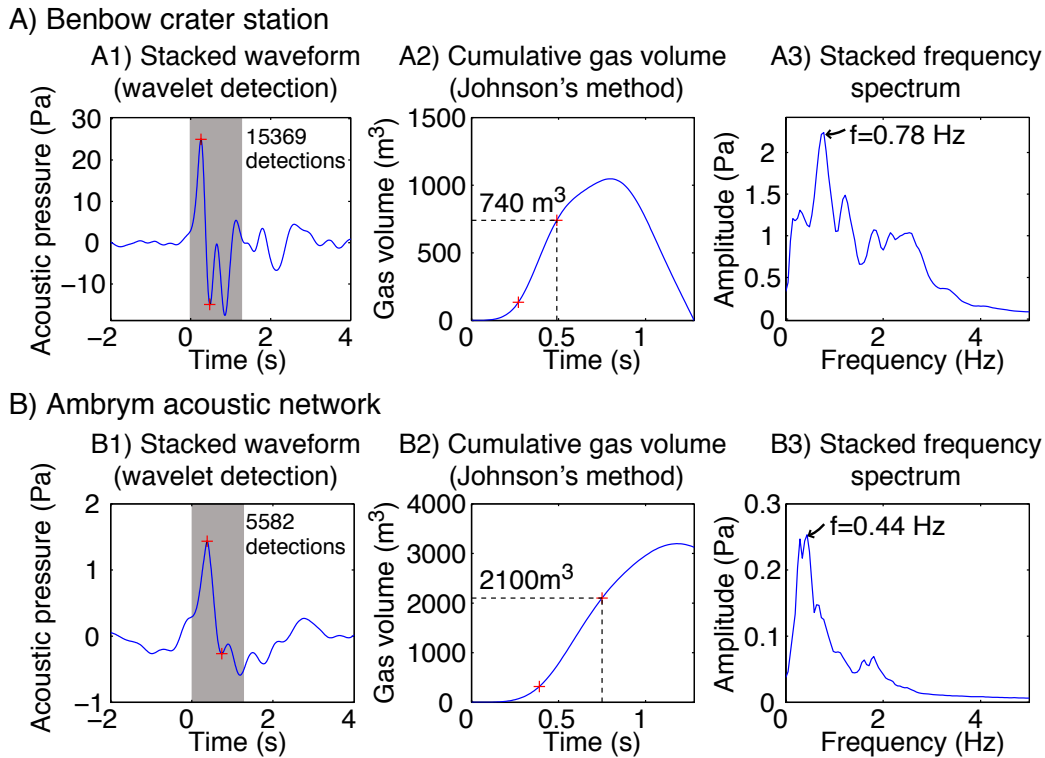 A) Benbow crater station
A1) Stacked waveform
(wavelet detection)
A2) Cumulative gas volume
(Johnson's method)
A3) Stacked frequency
spectrum
Acoustic pressure (Pa)
30
20
10
0
−10
15369
detections
−2
0
2
4
Time (s)
Gas volume (m³)
1500
1000
500
0
740 m³
0
0.5
1
Time (s)
Amplitude (Pa)
2
1
0
f=0.78 Hz
0
2
4
Frequency (Hz)
B) Ambrym acoustic network
B1) Stacked waveform
(wavelet detection)
B2) Cumulative gas volume
(Johnson's method)
B3) Stacked frequency
spectrum
Acoustic pressure (Pa)
2
1
0
−1
5582
detections
−2
0
2
4
Time (s)
Gas volume (m³)
4000
3000
2000
1000
0
2100m³
0
0.5
1
Time (s)
Amplitude (Pa)
0.3
0.2
0.1
0
f=0.44 Hz
0
2
4
Frequency (Hz)